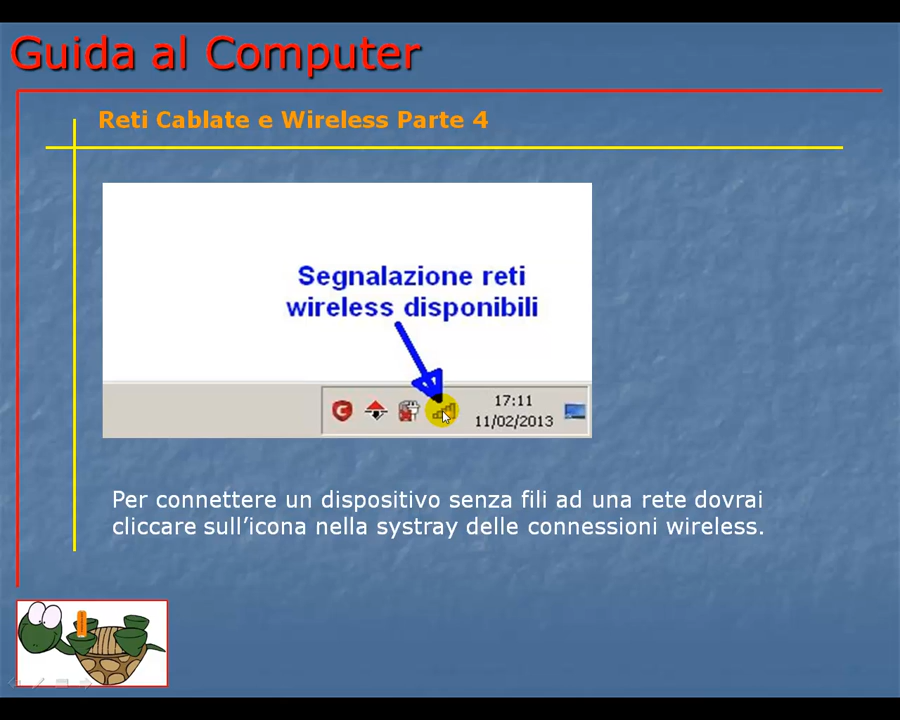 Guida al Computer
Reti Cablate e Wireless Parte 4
Segnalazione reti
wireless disponibili
17:11
11/02/2013
Per connettere un dispositivo senza fili ad una rete dovrai
cliccare sull’icona nella systray delle connessioni wireless.